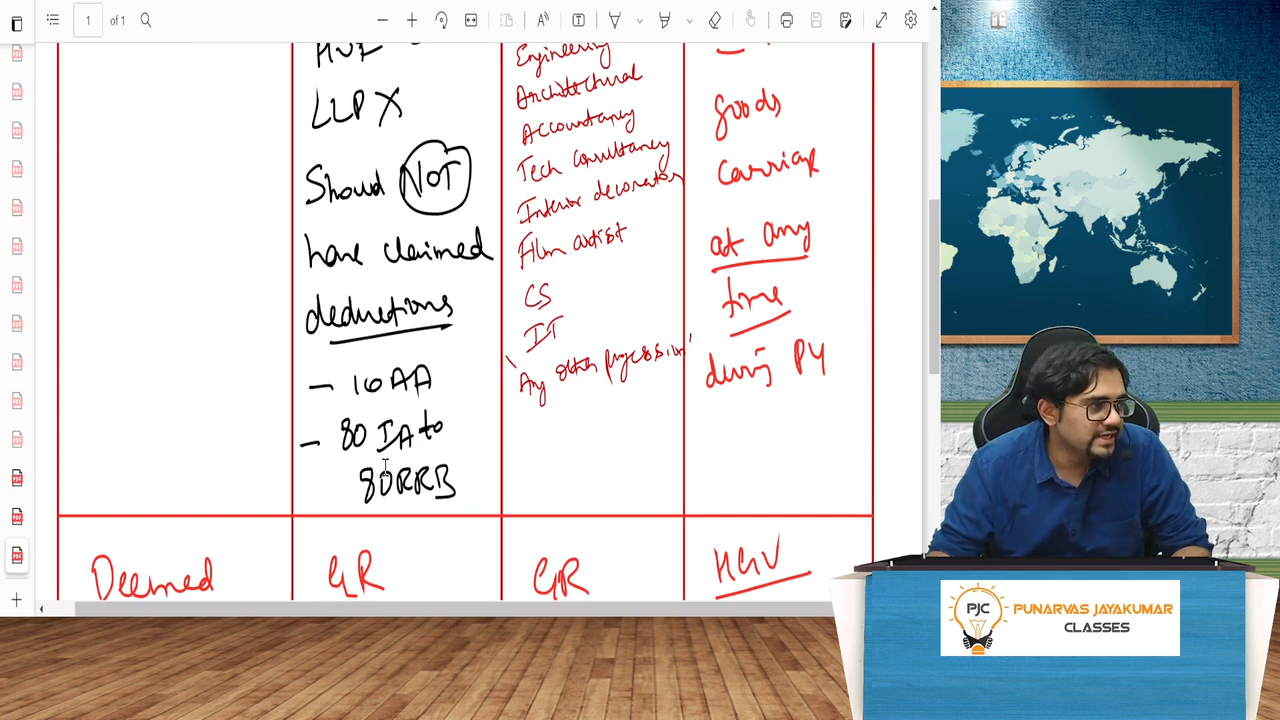 1 of 1
HUF
LLP X
Should NOT
have claimed
deductions
- 10AA
- 80 IA to
80RRB
Engineering
Architectural
Accountancy
Tech consultancy
Interior decorator
Film artist
CS
IT
'Any other profession'
goods
carriage
at any
time
during PY
Deemed
GR
GR
HGV
PJC
PUNARVAS JAYAKUMAR
CLASSES